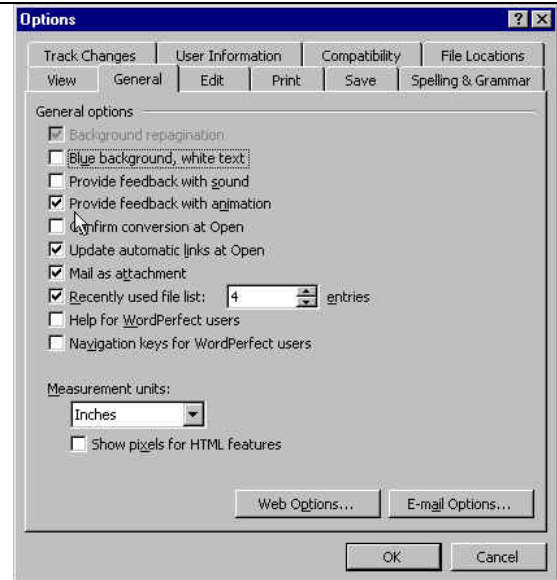 Options
Track Changes User Information Compatibility File Locations
View General Edit Print Save Spelling & Grammar
General options
Background repagination
Blue background, white text
Provide feedback with sound
Provide feedback with animation
Confirm conversion at Open
Update automatic links at Open
Mail as attachment
Recently used file list: 4 entries
Help for WordPerfect users
Navigation keys for WordPerfect users
Measurement units:
Inches
Show pixels for HTML features
Web Options... E-mail Options...
OK Cancel